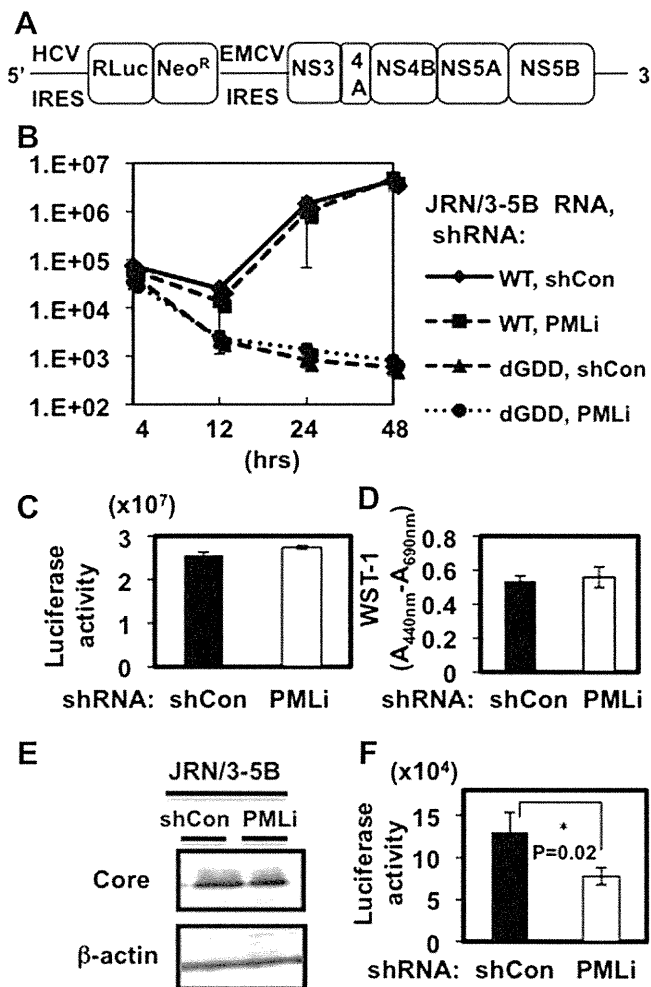 A
HCV
EMCV
5'
RLuc
Neo^R
NS3
4
A
NS4B
NS5A
NS5B
3
IRES
IRES
B
1.E+07
1.E+06
1.E+05
1.E+04
1.E+03
1.E+02
4
12
24
48
(hrs)
JRN/3-5B RNA,
shRNA:
WT, shCon
WT, PMLi
dGDD, shCon
dGDD, PMLi
C
(x10⁷)
Luciferase
activity
3
2
1
0
shRNA: shCon PMLi
D
WST-1
(A440nm-A690nm)
0.8
0.6
0.4
0.2
0
shRNA: shCon PMLi
E
JRN/3-5B
shCon PMLi
Core
β-actin
F
(x10⁴)
Luciferase
activity
15
10
5
0
*
P=0.02
shRNA: shCon PMLi